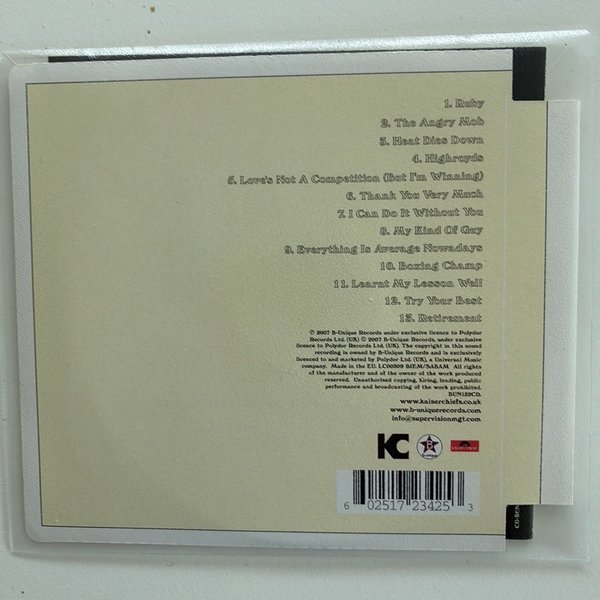 1. Ruby
2. The Angry Mob
3. Heat Dies Down
4. Highroyds
5. Love's Not A Competition (But I'm Winning)
6. Thank You Very Much
7. I Can Do It Without You
8. My Kind Of Guy
9. Everything Is Average Nowadays
10. Boxing Champ
11. Learnt My Lesson Well
12. Try Your Best
13. Retirement
℗ 2007 B-Unique Records under exclusive licence to Polydor
Records Ltd. (UK) © 2007 B-Unique Records, under exclusive
licence to Polydor Records Ltd. (UK). The copyright in this sound
recording is owned by B-Unique Records and is exclusively
licenced to and marketed by Polydor Ltd. (UK), a Universal Music
company. Made in the EU. LC00309 BIEM/SABAM All rights
of the manufacturer and of the owner of the work produced
reserved. Unauthorised copying, hiring, lending, public
performance and broadcasting of the work prohibited.
BUN122CD.
www.kaiserchiefs.co.uk
www.b-uniquerecords.com
info@supervisionmgt.com
KC B polydor
6 02517 23425 3